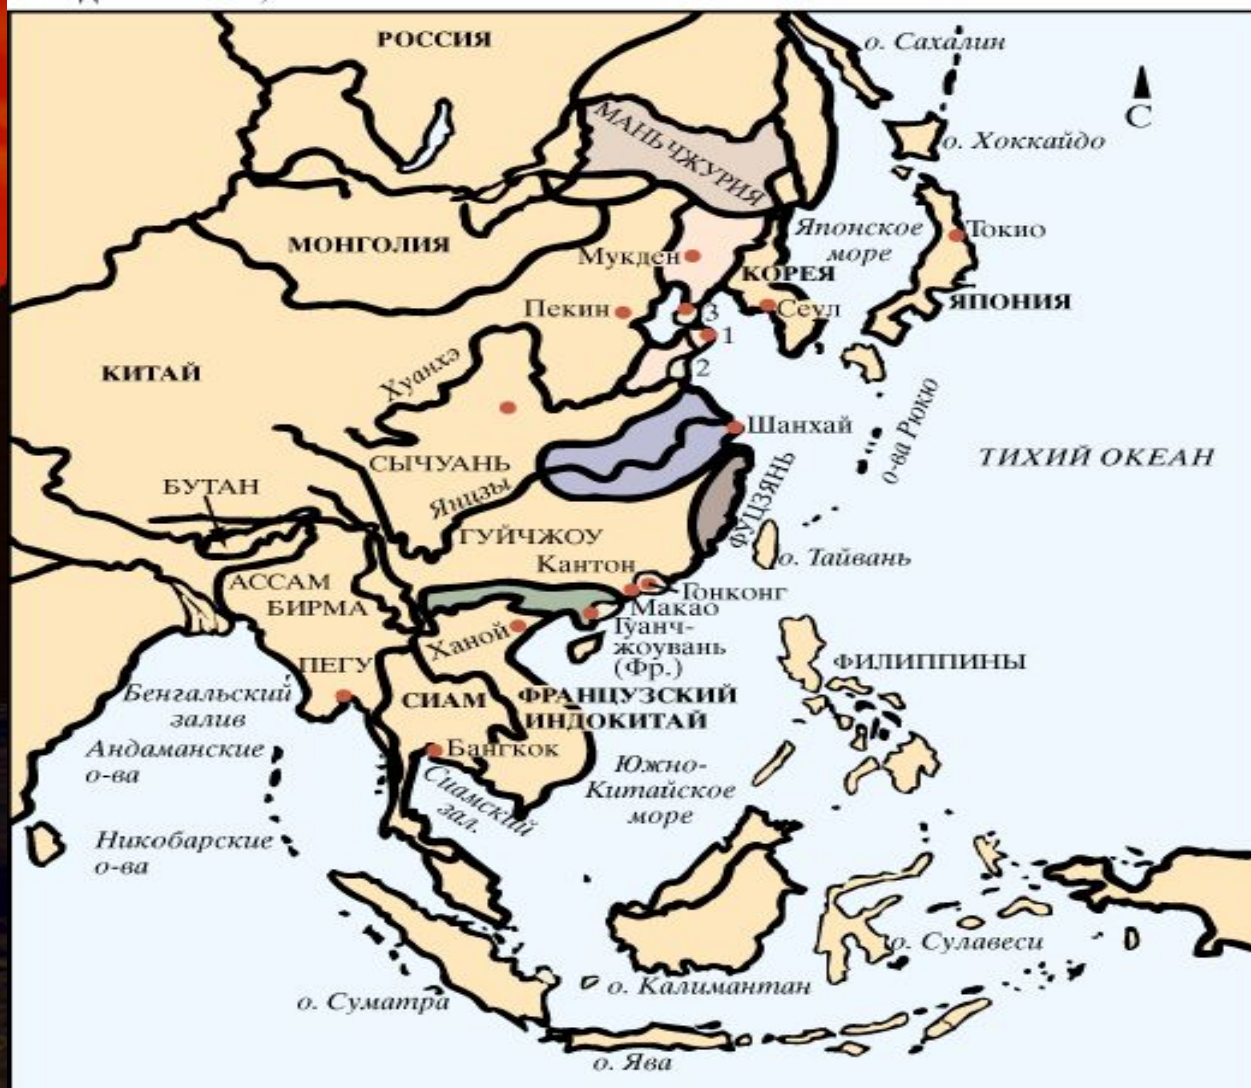 РОССИЯ
о. Сахалин
С
МАНЬЧЖУРИЯ
о. Хоккайдо
МОНГОЛИЯ
Японское
море
Токио
Мукден
КОРЕЯ
ЯПОНИЯ
Пекин
3
Сеул
1
2
КИТАЙ
Хуанхэ
о-ва Рюкю
Шанхай
ТИХИЙ ОКЕАН
СЫЧУАНЬ
БУТАН
Янцзы
ФУЦЗЯНЬ
ГУЙЧЖОУ
Кантон
о. Тайвань
АССАМ
БИРМА
Гонконг
Макао
Гуанч-
жоувань
(Фр.)
Ханой
ПЕГУ
ФИЛИППИНЫ
Бенгальский
залив
СИАМ
ФРАНЦУЗСКИЙ
ИНДОКИТАЙ
Андаманские
о-ва
Бангкок
Сиамский
зал.
Южно-
Китайское
море
Никобарские
о-ва
о. Сулавеси
о. Суматра
о. Калимантан
о. Ява